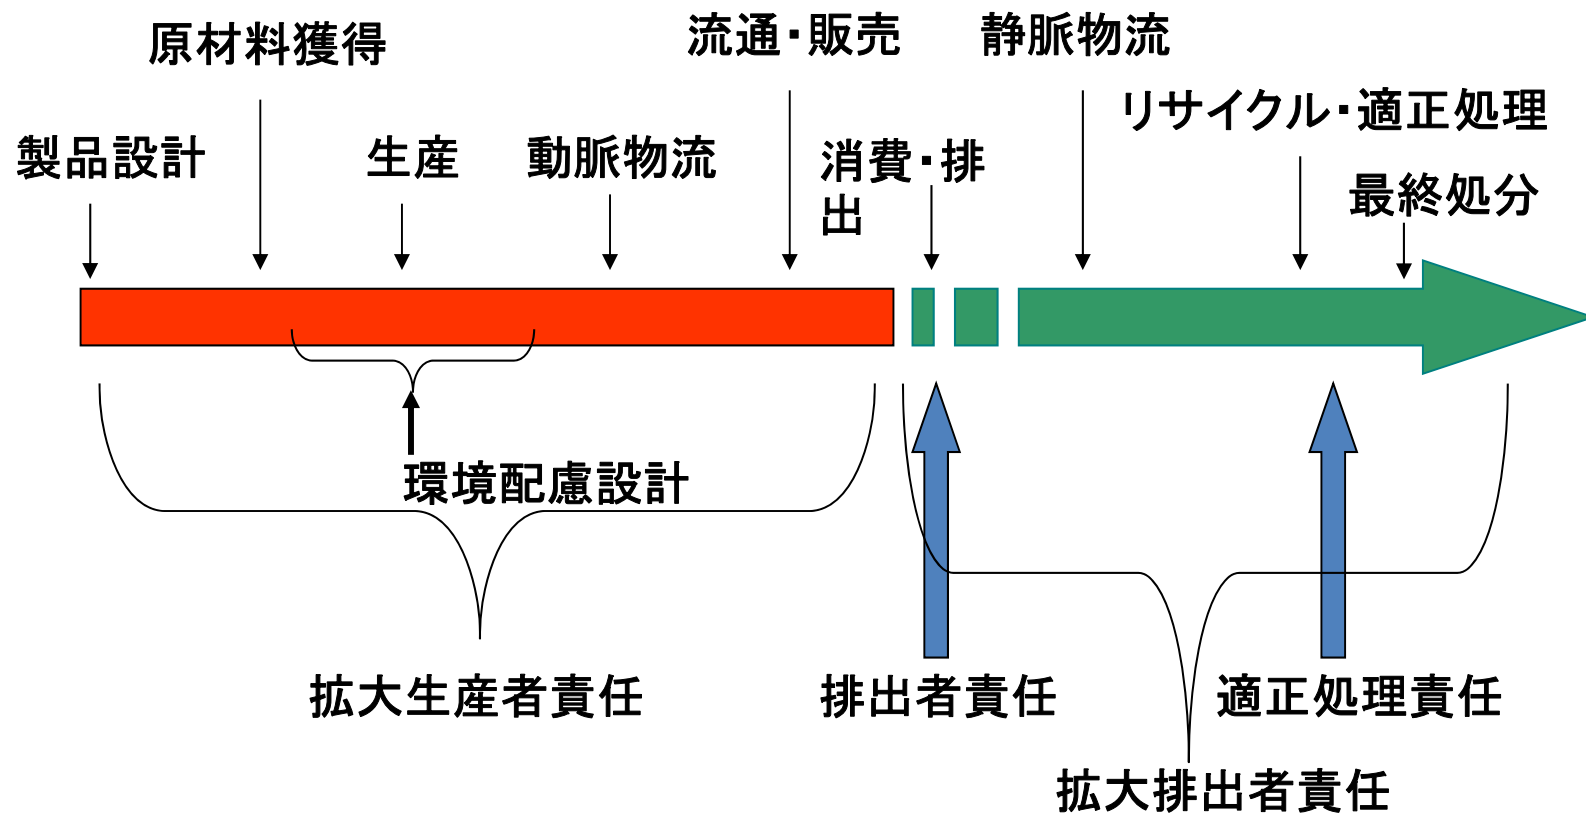 原材料獲得
流通・販売
静脈物流
リサイクル・適正処理
製品設計
生産
動脈物流
消費・排
出
最終処分
環境配慮設計
拡大生産者責任
排出者責任
適正処理責任
拡大排出者責任